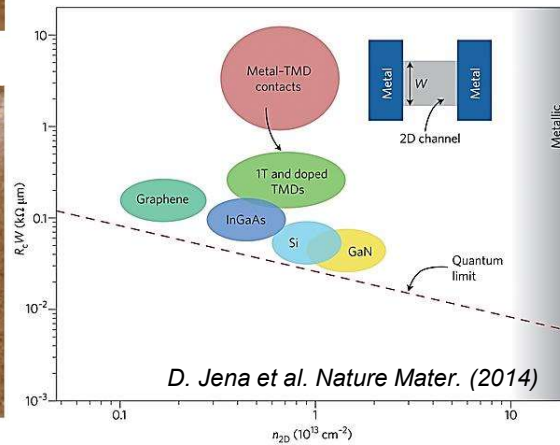 10
1
0.1
10⁻²
10⁻³
R_cW (kΩ μm)
Metal–TMD
contacts
1T and doped
TMDs
Graphene
InGaAs
Si
GaN
Metal
W
Metal
2D channel
Metallic
Quantum
limit
D. Jena et al. Nature Mater. (2014)
0.1
1
10
n₂D (10¹³ cm⁻²)